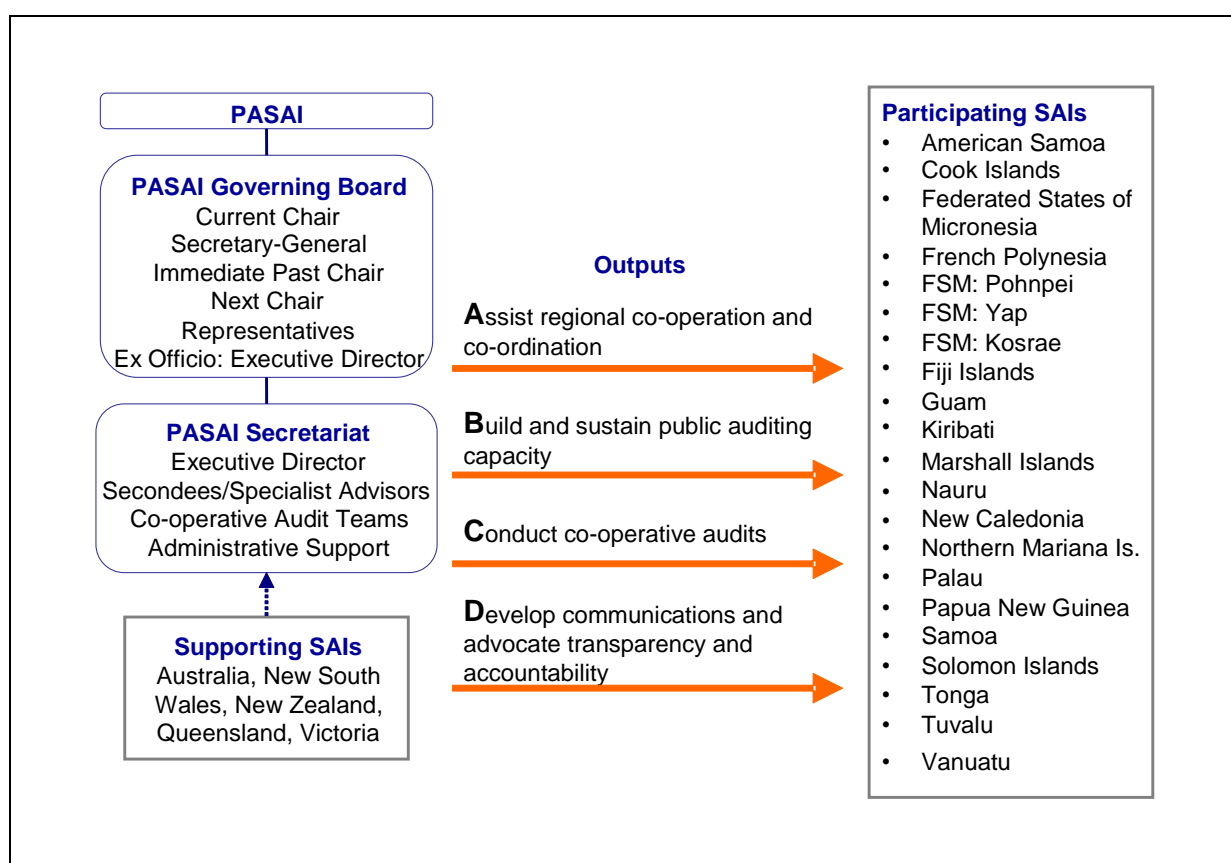 PASAI
PASAI Governing Board
Current Chair
Secretary-General
Immediate Past Chair
Next Chair
Representatives
Ex Officio: Executive Director
PASAI Secretariat
Executive Director
Secondees/Specialist Advisors
Co-operative Audit Teams
Administrative Support
Supporting SAIs
Australia, New South
Wales, New Zealand,
Queensland, Victoria
Outputs
Assist regional co-operation and
co-ordination
Build and sustain public auditing
capacity
Conduct co-operative audits
Develop communications and
advocate transparency and
accountability
Participating SAIs
• American Samoa
• Cook Islands
• Federated States of
Micronesia
• French Polynesia
• FSM: Pohnpei
• FSM: Yap
• FSM: Kosrae
• Fiji Islands
• Guam
• Kiribati
• Marshall Islands
• Nauru
• New Caledonia
• Northern Mariana Is.
• Palau
• Papua New Guinea
• Samoa
• Solomon Islands
• Tonga
• Tuvalu
• Vanuatu